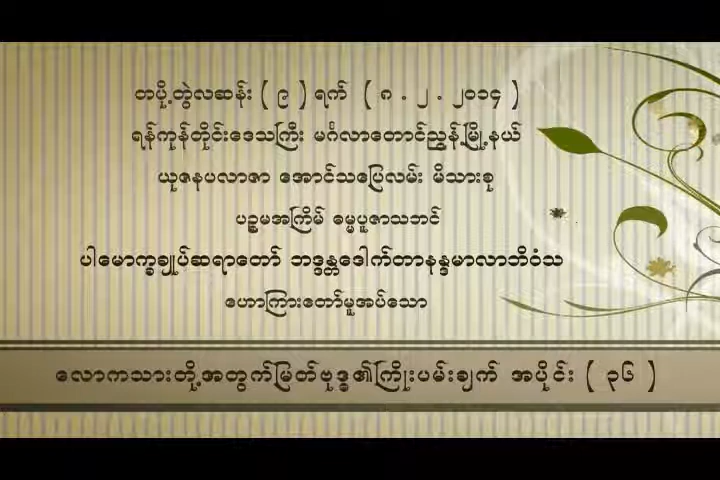 တပို့တွဲလဆန်း ( ၉ ) ရက် ( ၈ . ၂ . ၂၀၁၄ )
ရန်ကုန်တိုင်းဒေသကြီး မင်္ဂလာတောင်ညွန့်မြို့နယ်
ယုဇနပလာဇာ အောင်သပြေလမ်း မိသားစု
ပဉ္စမအကြိမ် ဓမ္မပူဇာသဘင်
ပါမောက္ခချုပ်ဆရာတော် ဘဒ္ဒန္တဒေါက်တာနန္ဒမာလာဘိဝံသ
ဟောကြားတော်မူအပ်သော
လောကသားတို့အတွက်မြတ်ဗုဒ္ဓ၏ကြိုးပမ်းချက် အပိုင်း ( ၃၆ )